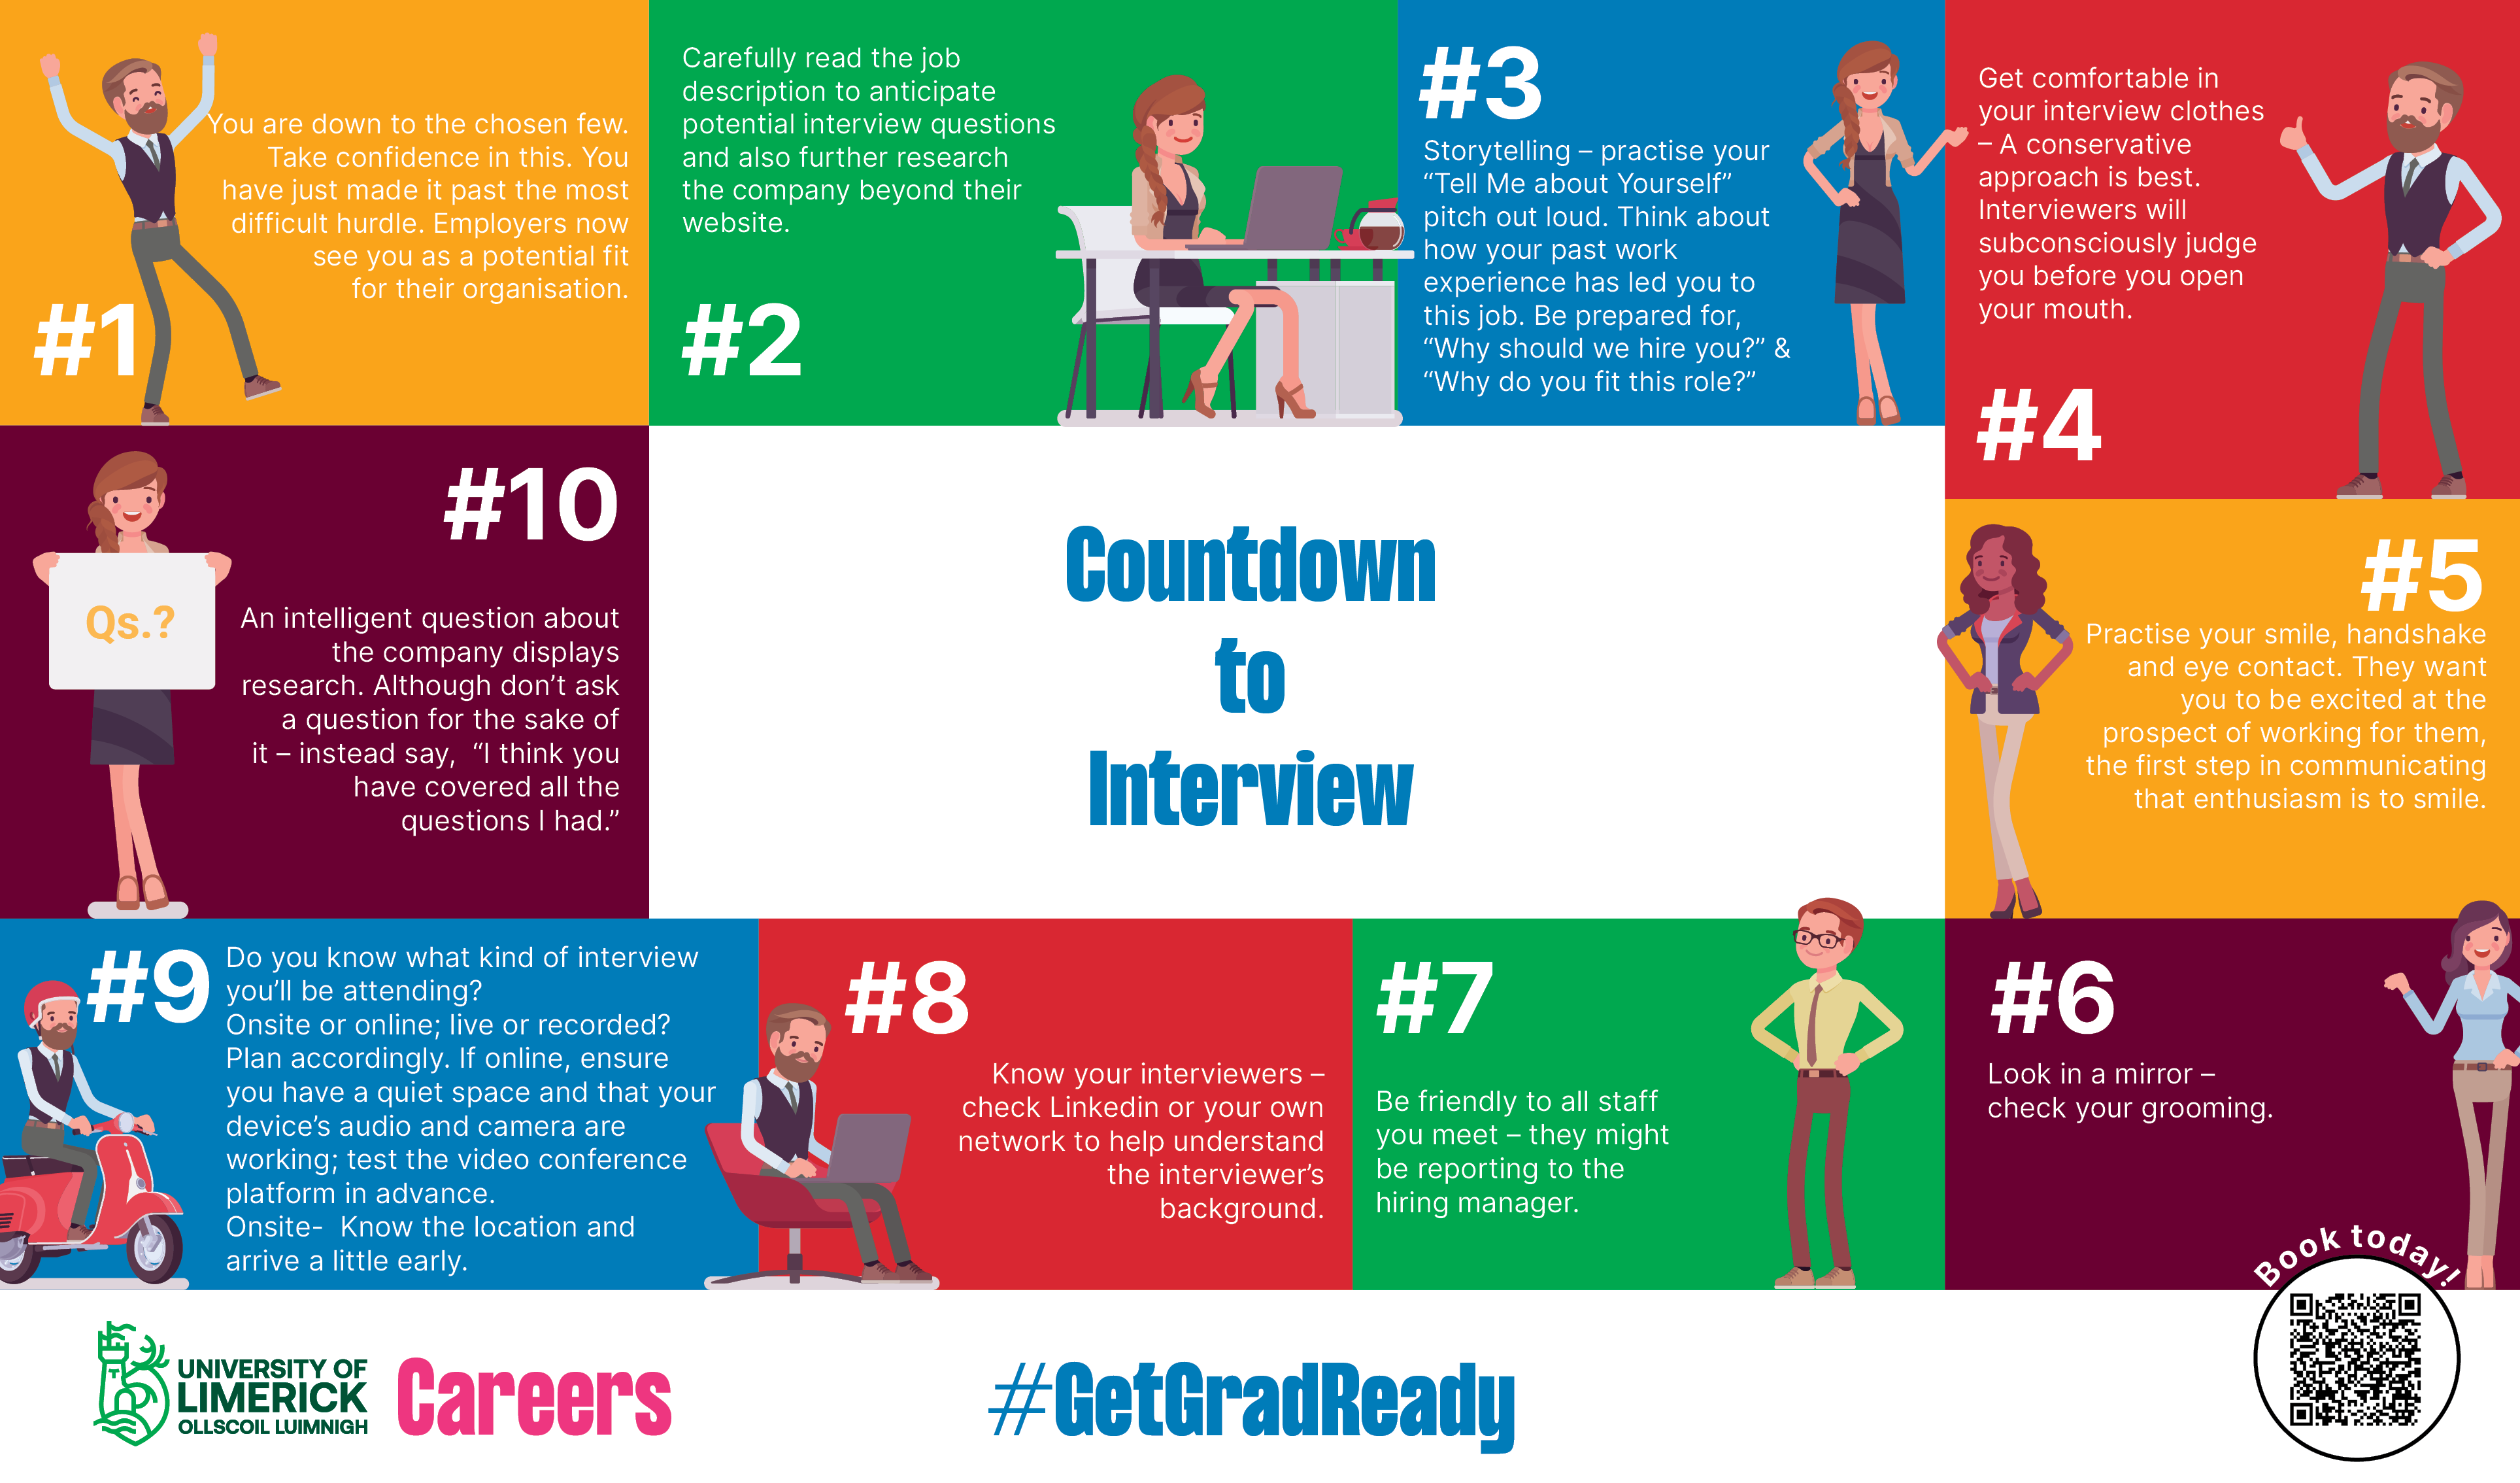 #1
You are down to the chosen few.
Take confidence in this. You
have just made it past the most
difficult hurdle. Employers now
see you as a potential fit
for their organisation.
Carefully read the job
description to anticipate
potential interview questions
and also further research
the company beyond their
website.
#2
#3
Storytelling – practise your
“Tell Me about Yourself”
pitch out loud. Think about
how your past work
experience has led you to
this job. Be prepared for,
“Why should we hire you?” &
“Why do you fit this role?”
Get comfortable in
your interview clothes
– A conservative
approach is best.
Interviewers will
subconsciously judge
you before you open
your mouth.
#4
Countdown
to
Interview
#5
Practise your smile, handshake
and eye contact. They want
you to be excited at the
prospect of working for them,
the first step in communicating
that enthusiasm is to smile.
#6
Look in a mirror –
check your grooming.
#7
Be friendly to all staff
you meet – they might
be reporting to the
hiring manager.
#8
Know your interviewers –
check Linkedin or your own
network to help understand
the interviewer’s
background.
#9
Do you know what kind of interview
you’ll be attending?
Onsite or online; live or recorded?
Plan accordingly. If online, ensure
you have a quiet space and that your
device’s audio and camera are
working; test the video conference
platform in advance.
Onsite-  Know the location and
arrive a little early.
#10
Qs.?
An intelligent question about
the company displays
research. Although don’t ask
a question for the sake of
it – instead say,  “I think you
have covered all the
questions I had.”
UNIVERSITY OF
LIMERICK
OLLSCOIL LUIMNIGH
Careers
#GetGradReady
Book today!